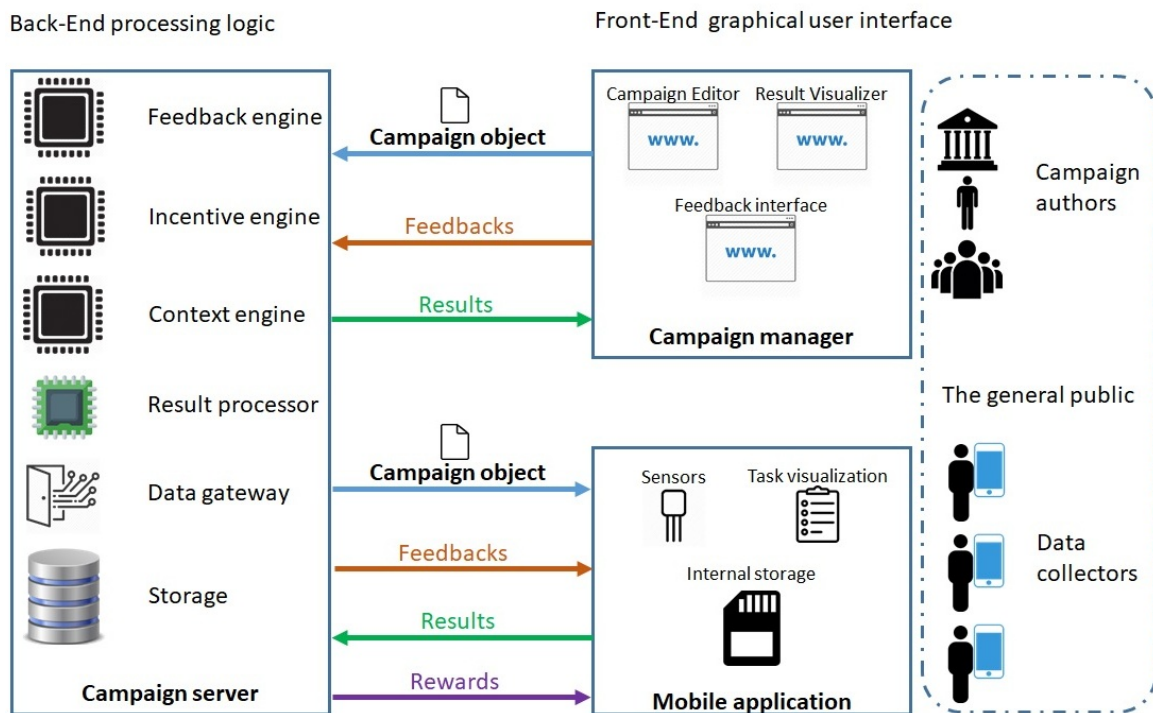 Back-End processing logic
Front-End graphical user interface
Feedback engine
Incentive engine
Context engine
Result processor
Data gateway
Storage
Campaign server
Campaign object
Feedbacks
Results
Campaign object
Feedbacks
Results
Rewards
Campaign Editor
www.
Result Visualizer
www.
Feedback interface
www.
Campaign manager
Sensors
Task visualization
Internal storage
Mobile application
Campaign
authors
The general public
Data
collectors